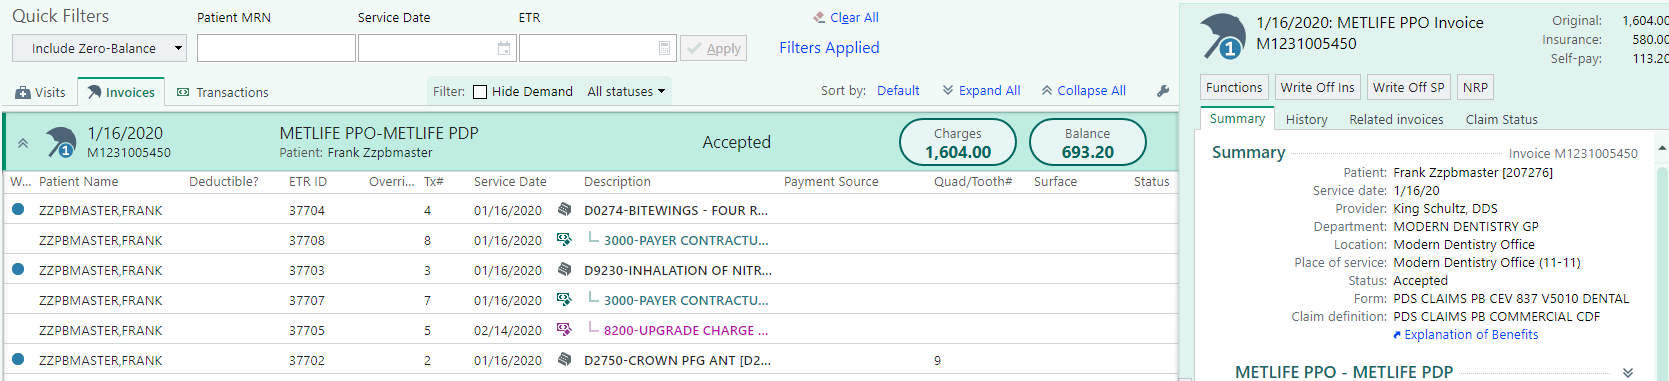 Quick Filters
Patient MRN
Service Date
ETR
Clear All
Include Zero-Balance
Apply
Filters Applied
Visits
Invoices
Transactions
Filter: Hide Demand All statuses
Sort by: Default
Expand All
Collapse All
1/16/2020
M1231005450
METLIFE PPO-METLIFE PDP
Patient: Frank Zzpbmaster
Accepted
Charges
1,604.00
Balance
693.20
W... Patient Name Deductible? ETR ID Overri... Tx# Service Date Description Payment Source Quad/Tooth# Surface Status
ZZPBMASTER,FRANK 37704 4 01/16/2020 D0274-BITEWINGS - FOUR R...
ZZPBMASTER,FRANK 37708 8 01/16/2020 3000-PAYER CONTRACTU...
ZZPBMASTER,FRANK 37703 3 01/16/2020 D9230-INHALATION OF NITR...
ZZPBMASTER,FRANK 37707 7 01/16/2020 3000-PAYER CONTRACTU...
ZZPBMASTER,FRANK 37705 5 02/14/2020 8200-UPGRADE CHARGE ...
ZZPBMASTER,FRANK 37702 2 01/16/2020 D2750-CROWN PFG ANT [D2... 9
1/16/2020: METLIFE PPO Invoice
M1231005450
Original: 1,604.00
Insurance: 580.00
Self-pay: 113.20
Functions
Write Off Ins
Write Off SP
NRP
Summary
History
Related invoices
Claim Status
Summary
Invoice M1231005450
Patient: Frank Zzpbmaster [207276]
Service date: 1/16/20
Provider: King Schultz, DDS
Department: MODERN DENTISTRY GP
Location: Modern Dentistry Office
Place of service: Modern Dentistry Office (11-11)
Status: Accepted
Form: PDS CLAIMS PB CEV 837 V5010 DENTAL
Claim definition: PDS CLAIMS PB COMMERCIAL CDF
Explanation of Benefits
METLIFE PPO - METLIFE PDP